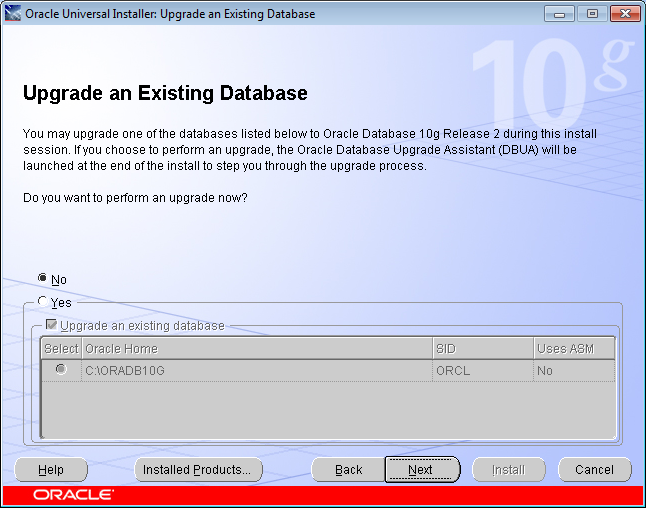 Oracle Universal Installer: Upgrade an Existing Database
10g
Upgrade an Existing Database
You may upgrade one of the databases listed below to Oracle Database 10g Release 2 during this install
session. If you choose to perform an upgrade, the Oracle Database Upgrade Assistant (DBUA) will be
launched at the end of the install to step you through the upgrade process.
Do you want to perform an upgrade now?
No
Yes
Upgrade an existing database
Select Oracle Home SID Uses ASM
C:\ORADB10G ORCL No
Help Installed Products... Back Next Install Cancel
ORACLE